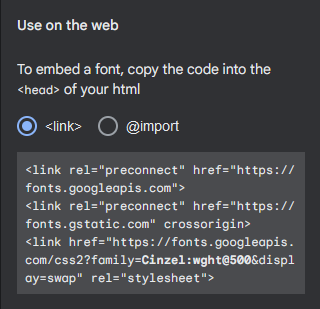 Use on the web
To embed a font, copy the code into the
<head> of your html
<link> @import
<link rel="preconnect" href="https://
fonts.googleapis.com">
<link rel="preconnect" href="https://
fonts.gstatic.com" crossorigin>
<link href="https://fonts.googleapis.
com/css2?family=Cinzel:wght@500&displ
ay=swap" rel="stylesheet">